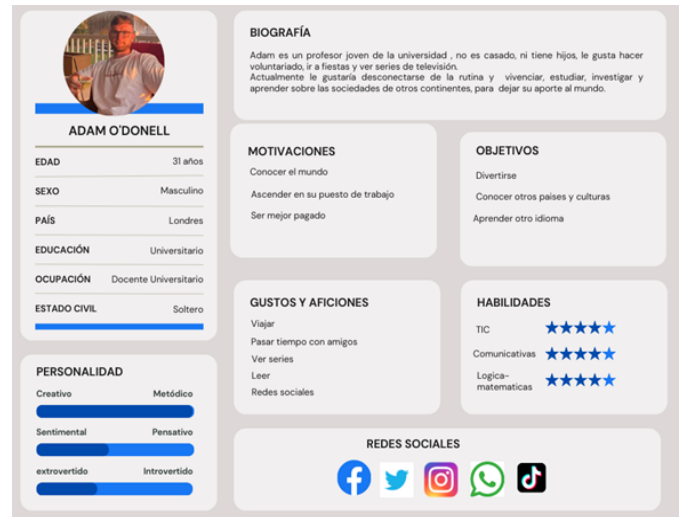 ADAM O'DONELL
EDAD 31 años
SEXO Masculino
PAÍS Londres
EDUCACIÓN Universitario
OCUPACIÓN Docente Universitario
ESTADO CIVIL Soltero
PERSONALIDAD
Creativo Metódico
Sentimental Pensativo
extrovertido Introvertido
BIOGRAFÍA
Adam es un profesor joven de la universidad , no es casado, ni tiene hijos, le gusta hacer
voluntariado, ir a fiestas y ver series de televisión.
Actualmente le gustaría desconectarse de la rutina y vivenciar, estudiar, investigar y
aprender sobre las sociedades de otros continentes, para dejar su aporte al mundo.
MOTIVACIONES
Conocer el mundo
Ascender en su puesto de trabajo
Ser mejor pagado
OBJETIVOS
Divertirse
Conocer otros paises y culturas
Aprender otro idioma
GUSTOS Y AFICIONES
Viajar
Pasar tiempo con amigos
Ver series
Leer
Redes sociales
HABILIDADES
TIC
Comunicativas
Logica-
matematicas
REDES SOCIALES